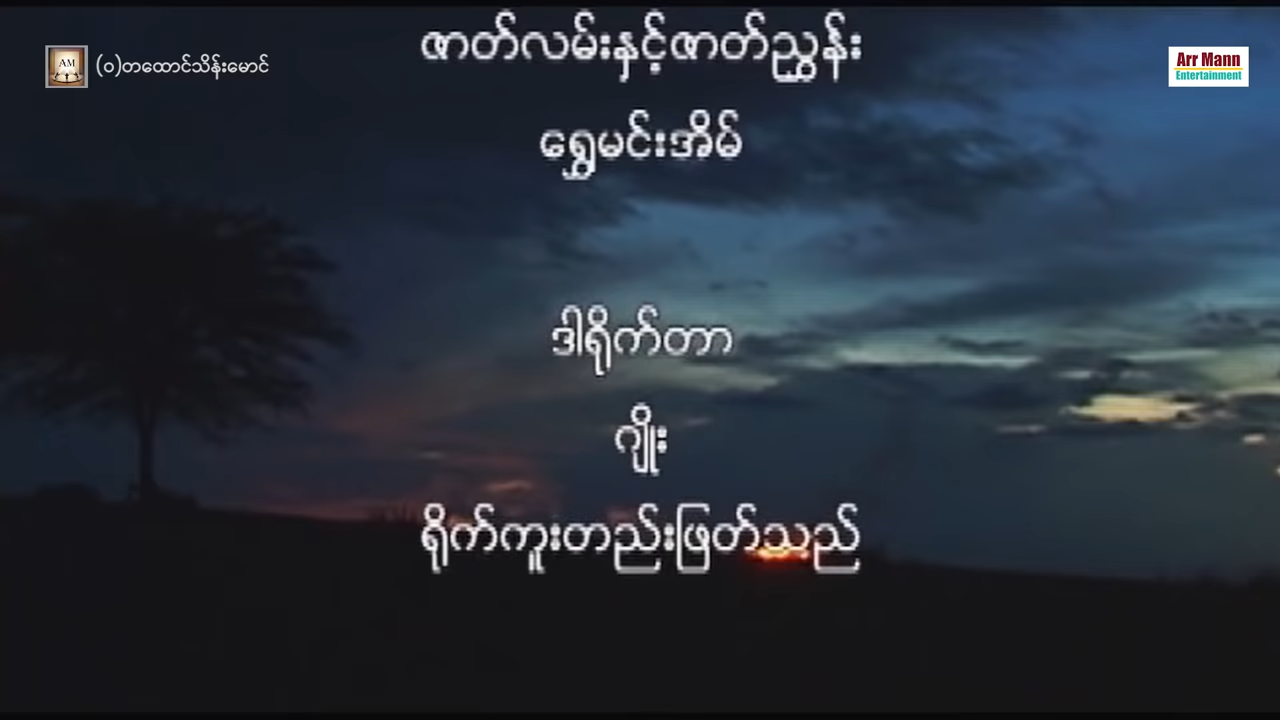 ဇာတ်လမ်းနှင့်ဇာတ်ညွှန်း
AM (ဝ)တထောင်သိန်းမောင်
Arr Mann
Entertainment
ရွှေမင်းအိမ်
ဒါရိုက်တာ
ဂျိုး
ရိုက်ကူးတည်းဖြတ်သည်